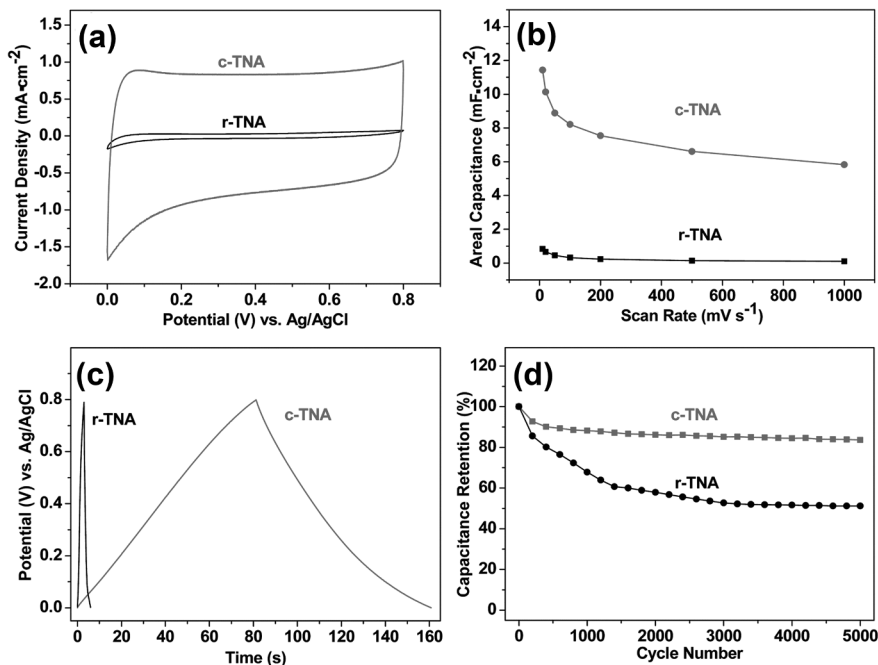 (a)
c-TNA
r-TNA
Current Density (mA·cm-2)
1.0
0.5
0.0
-0.5
-1.0
-1.5
-2.0
0.0 0.2 0.4 0.6 0.8
Potential (V) vs. Ag/AgCl
(b)
c-TNA
r-TNA
Areal Capacitance (mF·cm-2)
14
12
10
8
6
4
2
0
0 200 400 600 800 1000
Scan Rate (mV s-1)
(c)
r-TNA
c-TNA
Potential (V) vs. Ag/AgCl
0.8
0.6
0.4
0.2
0.0
0 20 40 60 80 100 120 140 160
Time (s)
(d)
c-TNA
r-TNA
Capacitance Retention (%)
120
100
80
60
40
20
0
0 1000 2000 3000 4000 5000
Cycle Number